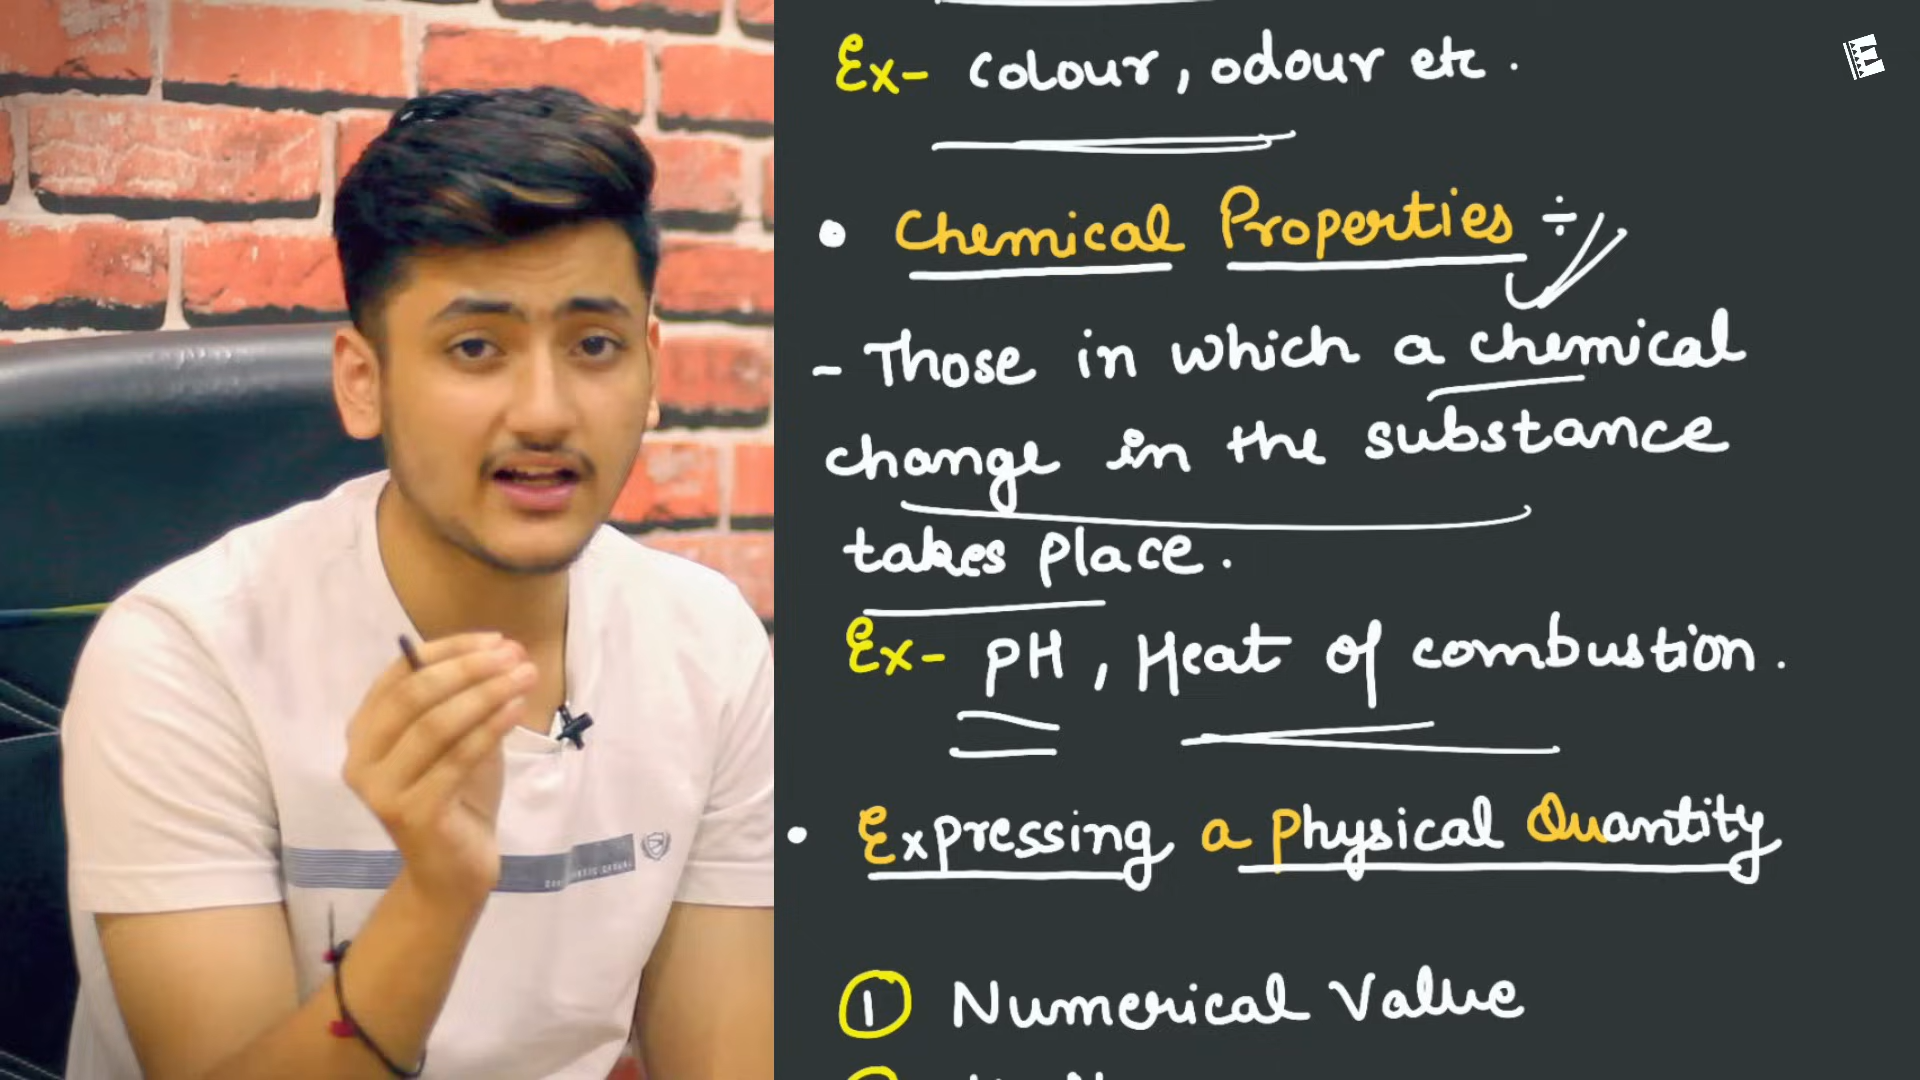 Ex- colour, odour etc.
• Chemical Properties ÷
- Those in which a chemical
change in the substance
takes place.
Ex- pH, Heat of combustion.
• Expressing a physical Quantity
① Numerical Value